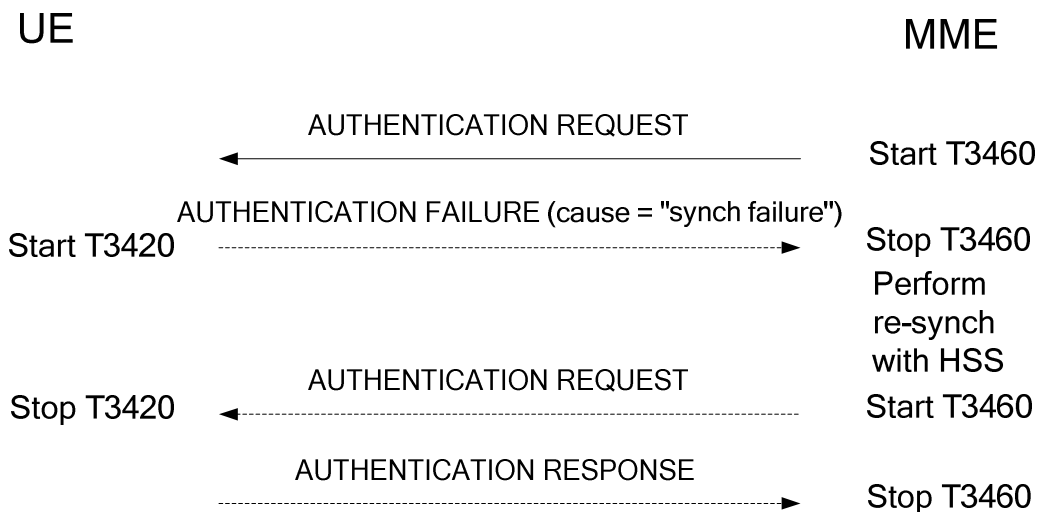 UE
MME
AUTHENTICATION REQUEST
Start T3460
AUTHENTICATION FAILURE (cause = "synch failure")
Start T3420
Stop T3460
Perform
re-synch
with HSS
AUTHENTICATION REQUEST
Stop T3420
Start T3460
AUTHENTICATION RESPONSE
Stop T3460